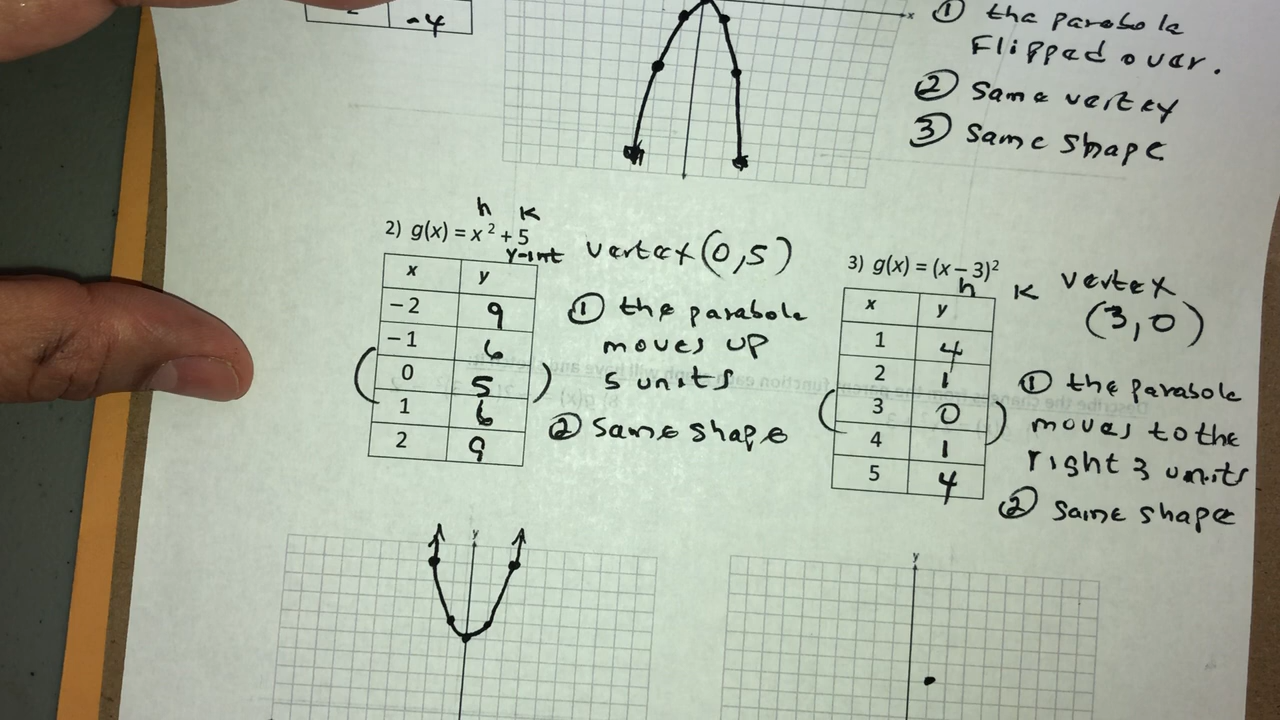 -4
x
① the parabola
Flipped over.
② same vertex
③ same shape
h K
2) g(x) = x² + 5
y-int
vertex (0,5)
x y
-2 9
-1 6
( 0 5 )
1 6
2 9
① the parabola
moves up
5 units
② same shape
3) g(x) = (x – 3)²
h K
vertex
(3,0)
x y
1 4
2 1
( 3 0 )
4 1
5 4
① the parabola
moves to the
right 3 units
② same shape
y
y